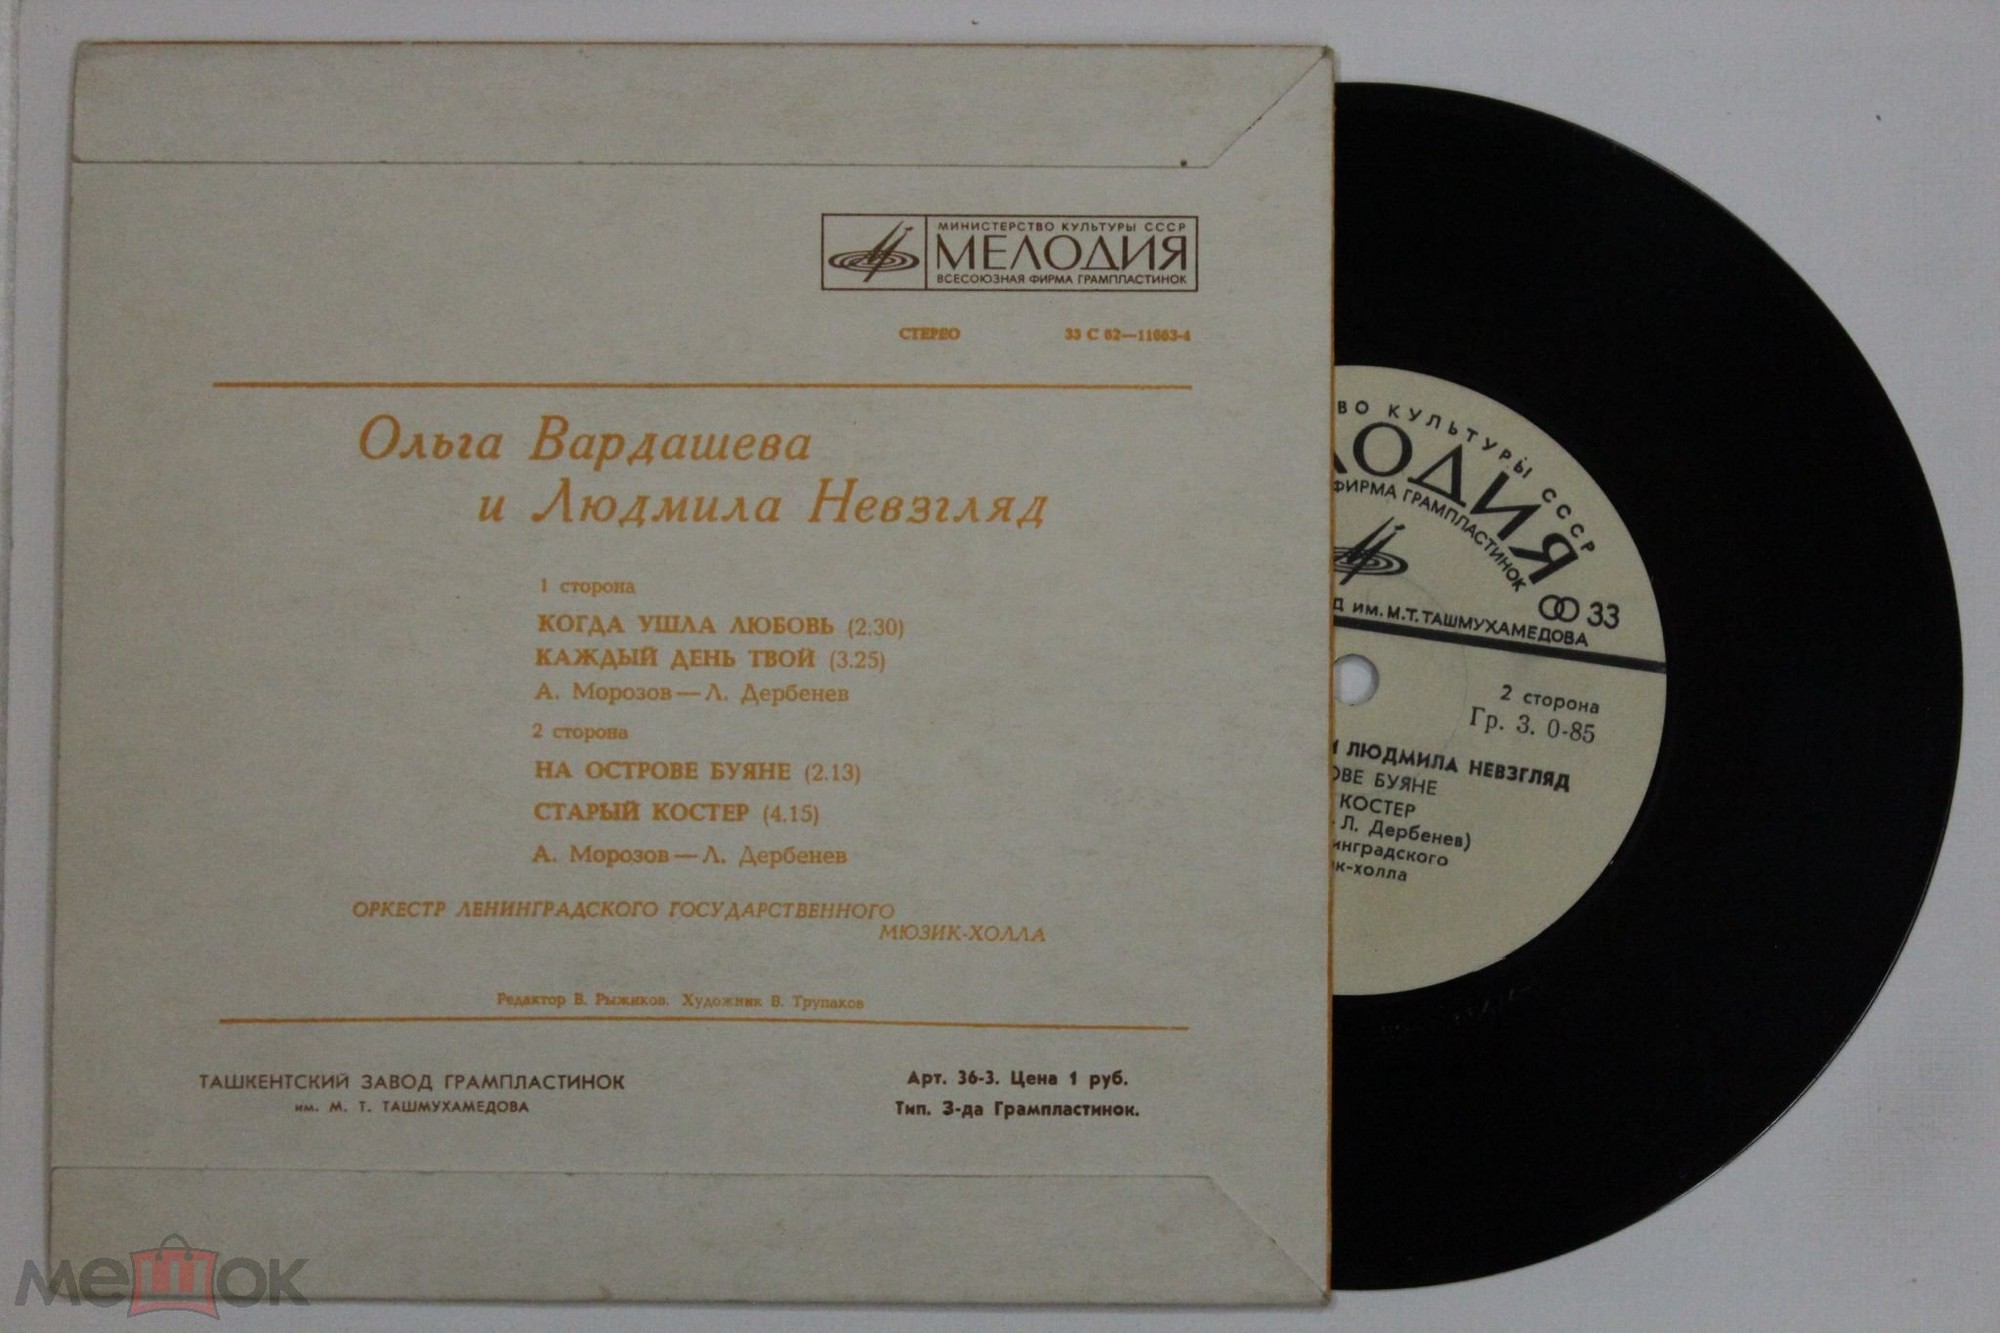 МИНИСТЕРСТВО КУЛЬТУРЫ СССР
МЕЛОДИЯ
ВСЕСОЮЗНАЯ ФИРМА ГРАМПЛАСТИНОК
СТЕРЕО 33 С 62—11663-4
Ольга Вардашева
и Людмила Невзгляд
1 сторона
КОГДА УШЛА ЛЮБОВЬ (2.30)
КАЖДЫЙ ДЕНЬ ТВОЙ (3.25)
А. Морозов — Л. Дербенев
2 сторона
НА ОСТРОВЕ БУЯНЕ (2.13)
СТАРЫЙ КОСТЕР (4.15)
А. Морозов — Л. Дербенев
ОРКЕСТР ЛЕНИНГРАДСКОГО ГОСУДАРСТВЕННОГО
МЮЗИК-ХОЛЛА
Редактор В. Рыжиков. Художник В. Трупаков
ТАШКЕНТСКИЙ ЗАВОД ГРАМПЛАСТИНОК
им. М. Т. ТАШМУХАМЕДОВА
Арт. 36-3. Цена 1 руб.
Тип. З-да Грампластинок.
ВО КУЛЬТУРЫ СССР
ЛОДИЯ
ФИРМА ГРАМПЛАСТИНОК
33
Д им. М. Т. ТАШМУХАМЕДОВА
2 сторона
Гр. 3. 0-85
И ЛЮДМИЛА НЕВЗГЛЯД
ОВЕ БУЯНЕ
КОСТЕР
- Л. Дербенев)
инградского
к-холла
мешок